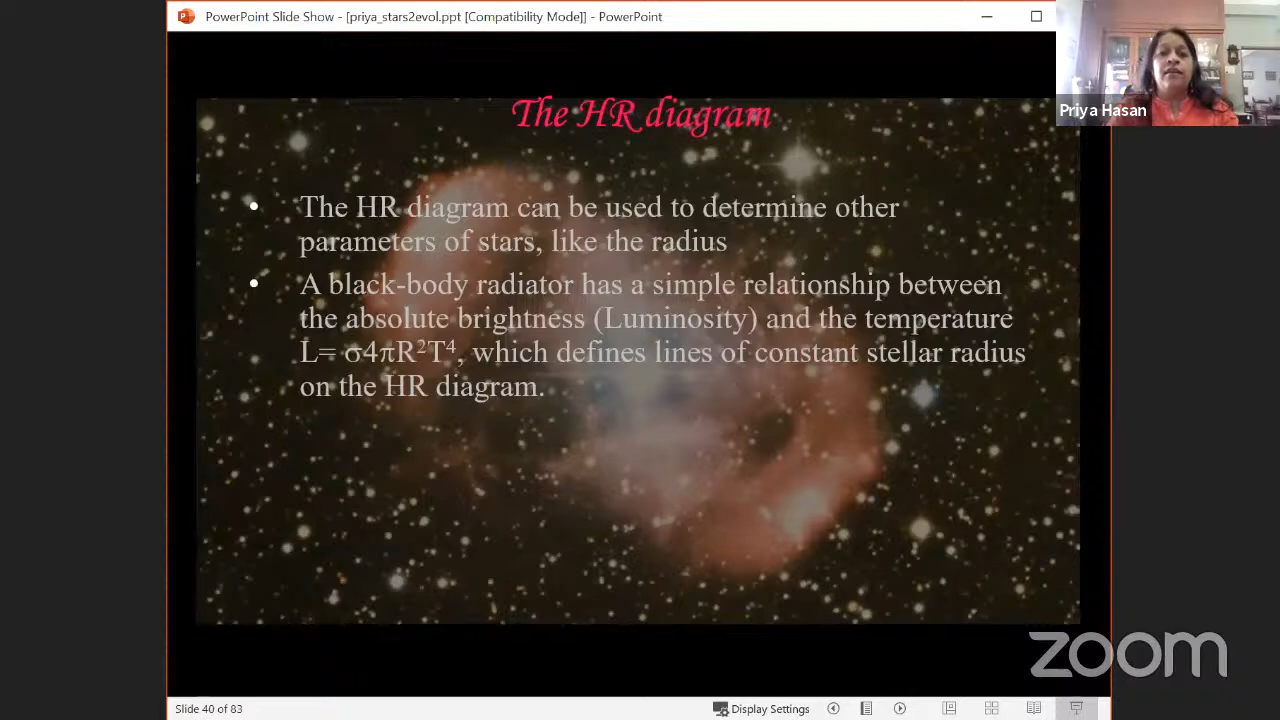 PowerPoint Slide Show - [priya_stars2evol.ppt [Compatibility Mode]] - PowerPoint
Priya Hasan
The HR diagram
• The HR diagram can be used to determine other
parameters of stars, like the radius
• A black-body radiator has a simple relationship between
the absolute brightness (Luminosity) and the temperature
L= σ4πR²T⁴, which defines lines of constant stellar radius
on the HR diagram.
zoom
Slide 40 of 83
Display Settings